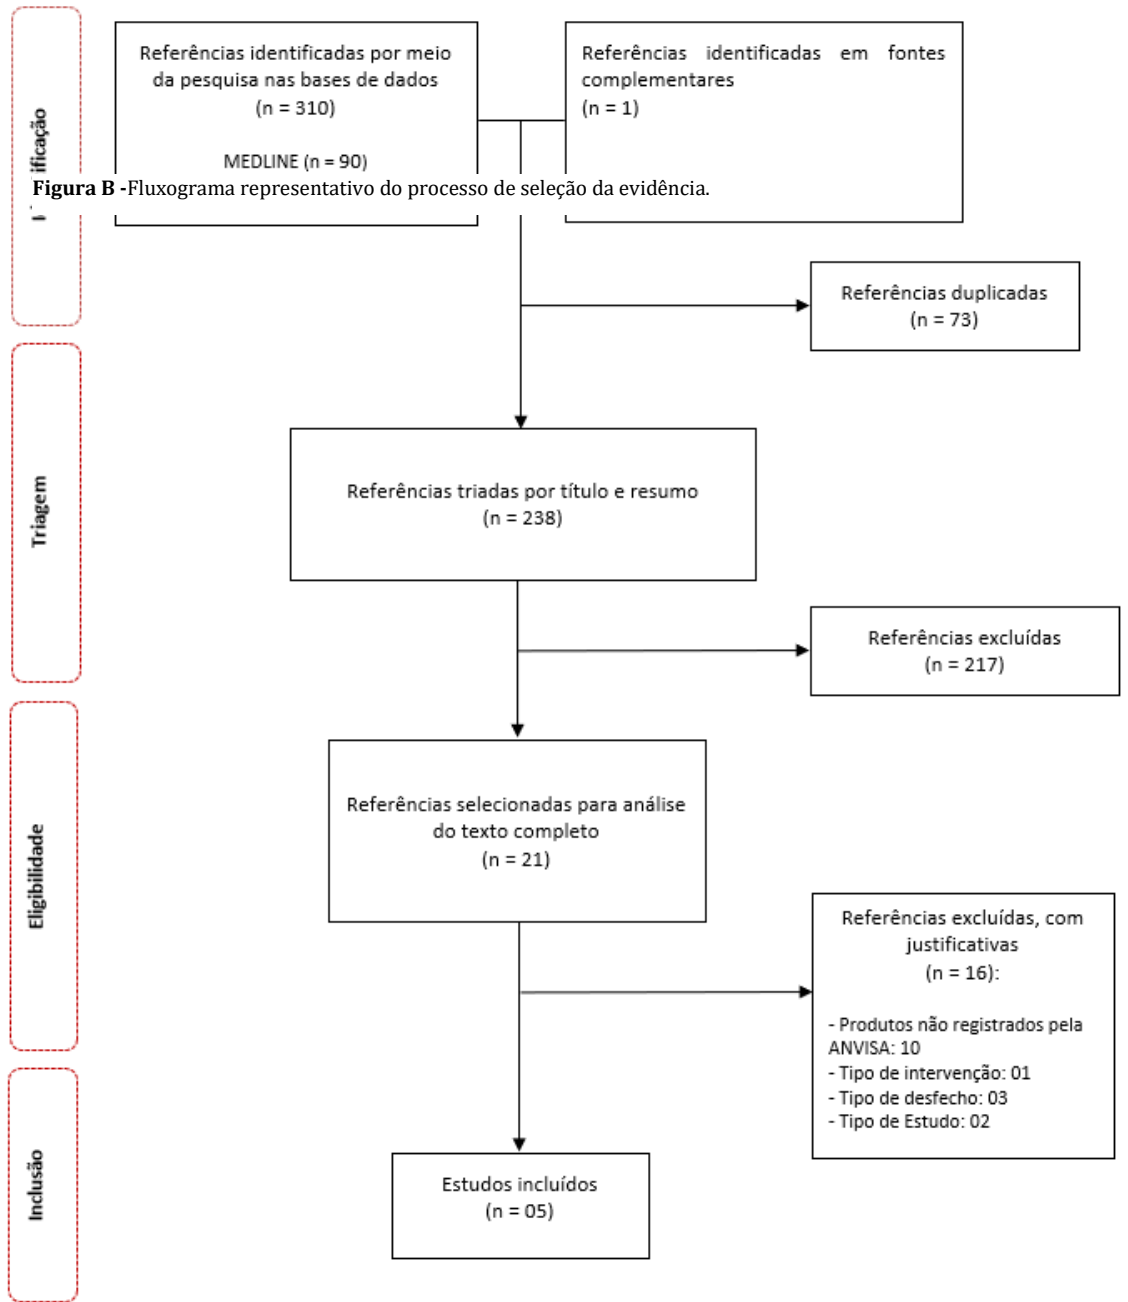 Referências identificadas por meio
da pesquisa nas bases de dados
(n = 310)
MEDLINE (n = 90)
Referências identificadas em fontes
complementares
(n = 1)
Figura B -Fluxograma representativo do processo de seleção da evidência.
Referências duplicadas
(n = 73)
Triagem
Referências triadas por título e resumo
(n = 238)
Referências excluídas
(n = 217)
Eligibilidade
Referências selecionadas para análise
do texto completo
(n = 21)
Referências excluídas, com
justificativas
(n = 16):
- Produtos não registrados pela
ANVISA: 10
- Tipo de intervenção: 01
- Tipo de desfecho: 03
- Tipo de Estudo: 02
Inclusão
Estudos incluídos
(n = 05)